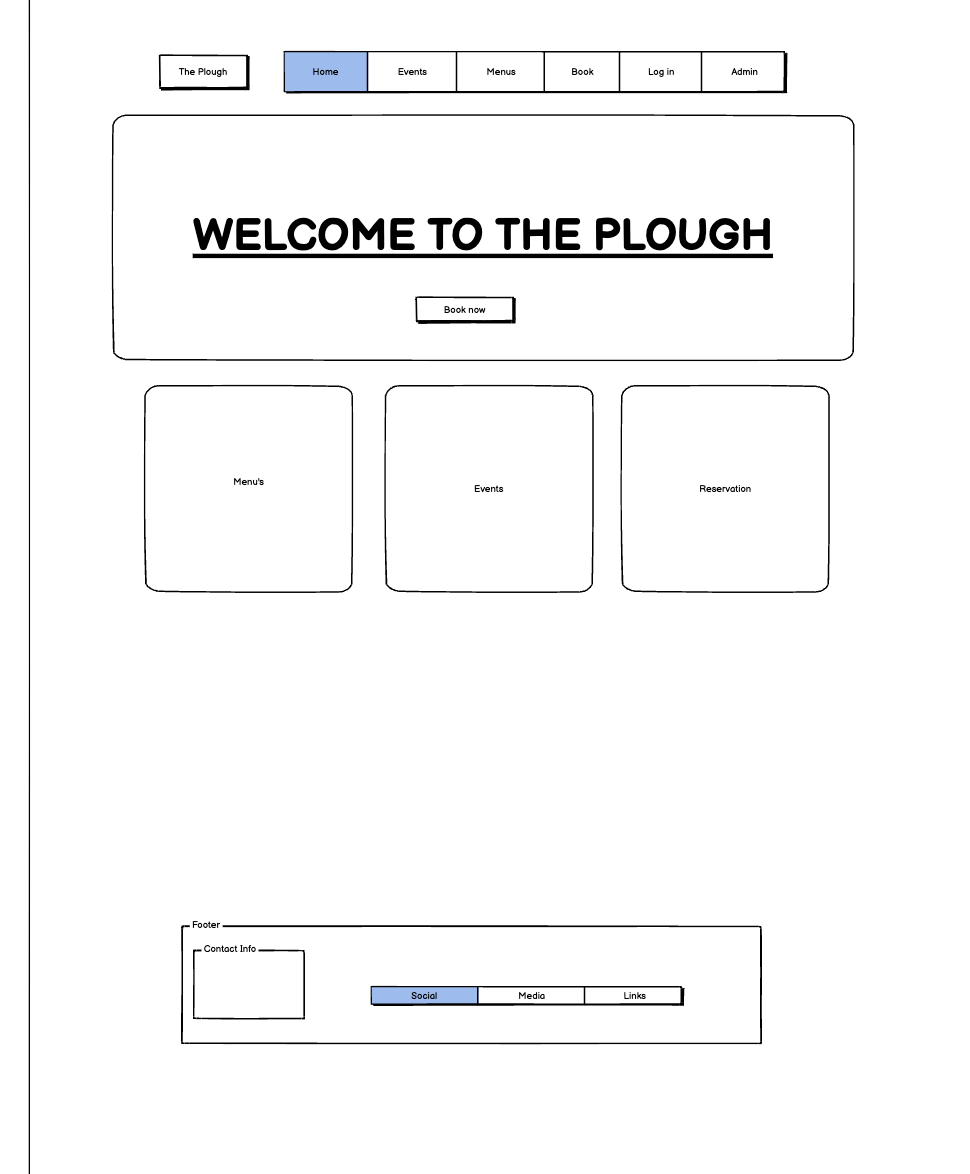 The Plough
Home Events Menus Book Log in Admin
WELCOME TO THE PLOUGH
Book now
Menu's
Events
Reservation
Footer
Contact Info
Social Media Links